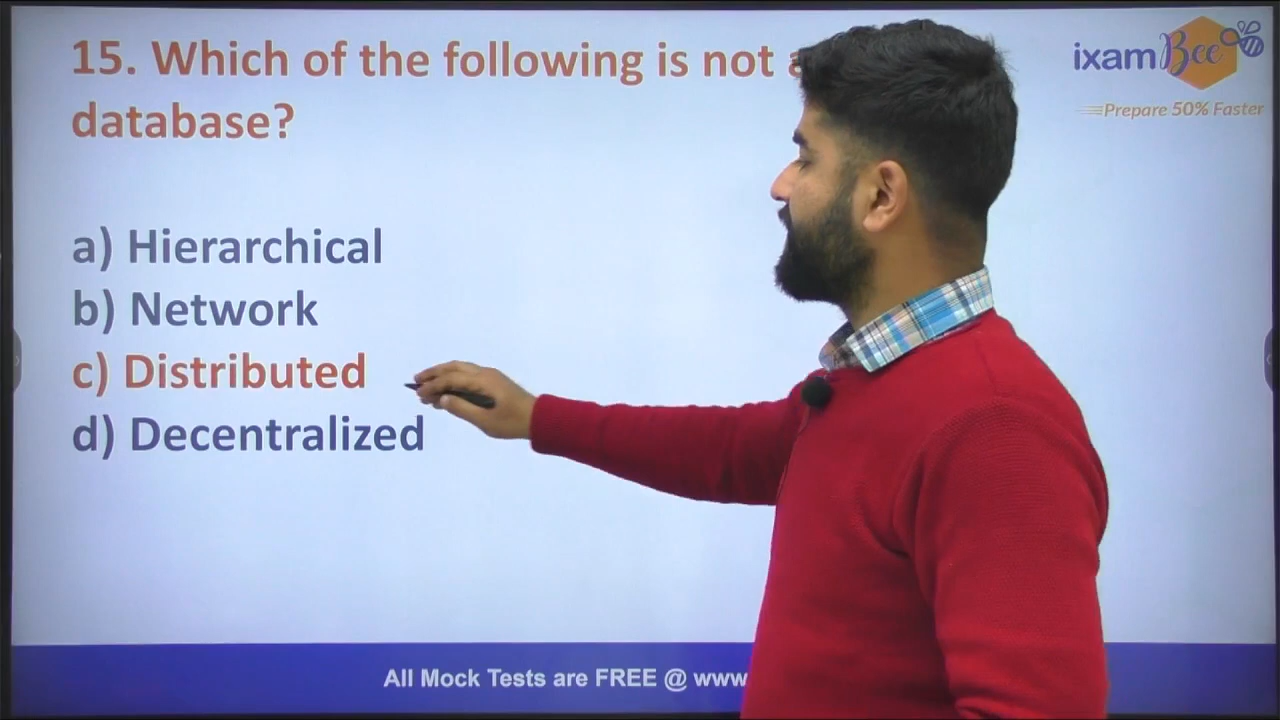 15. Which of the following is not
database?
a) Hierarchical
b) Network
c) Distributed
d) Decentralized
ixamBee
Prepare 50% Faster
All Mock Tests are FREE @ www